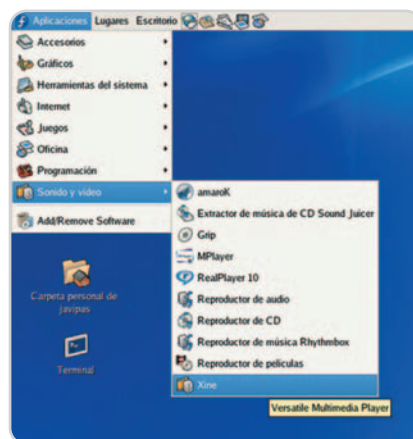 Aplicaciones Lugares Escritorio
Accesorios
Gráficos
Herramientas del sistema
Internet
Juegos
Oficina
Programación
Sonido y vídeo
Add/Remove Software
amaroK
Extractor de música de CD Sound Juicer
Grip
MPlayer
RealPlayer 10
Reproductor de audio
Reproductor de CD
Reproductor de música Rhythmbox
Reproductor de películas
Xine
Versatile Multimedia Player
Carpeta personal de
javipas
Terminal